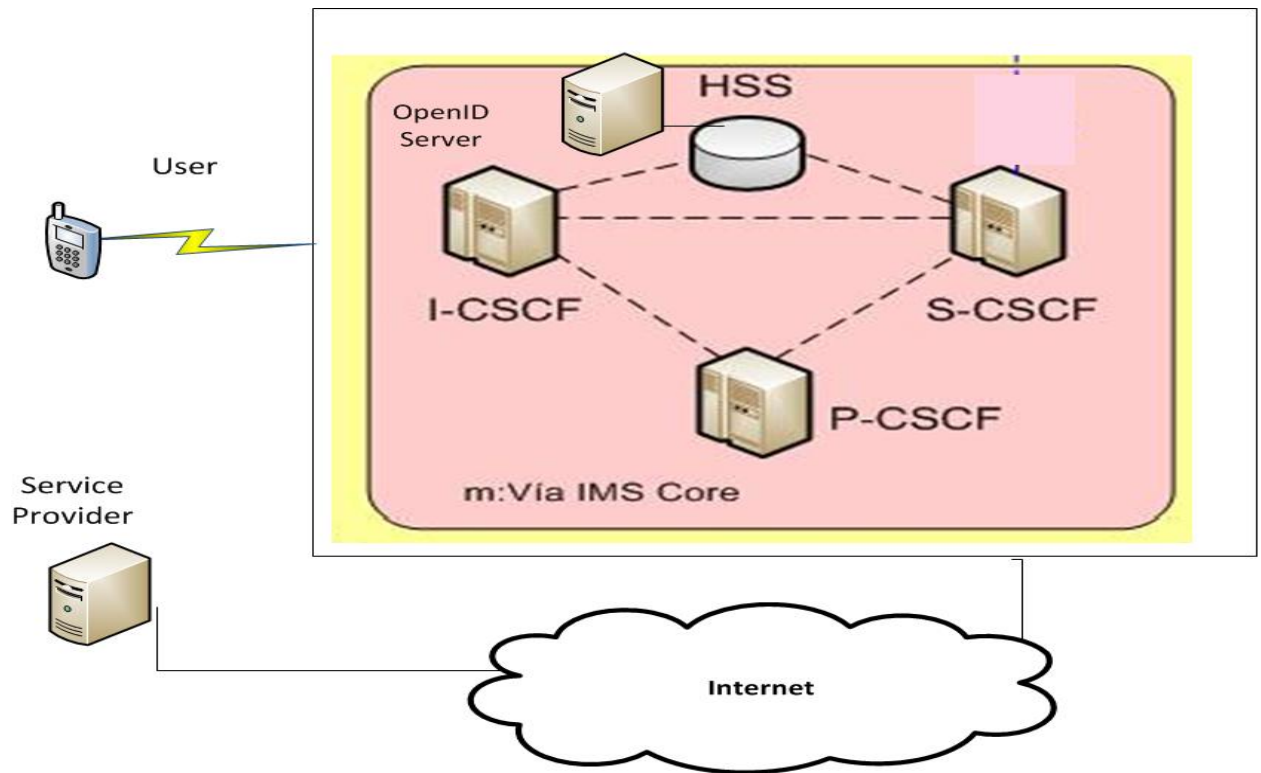 HSS
OpenID
Server
User
I-CSCF
S-CSCF
P-CSCF
m:Vía IMS Core
Service
Provider
Internet